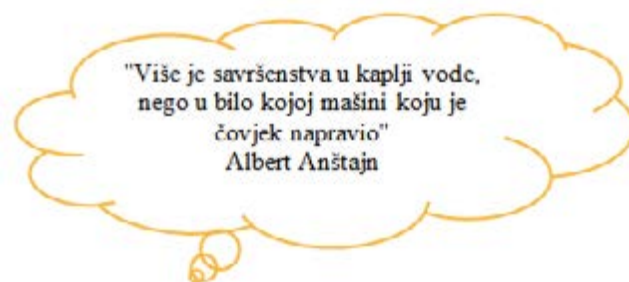 "Više je savršenstva u kaplji vode,
nego u bilo kojoj mašini koju je
čovjek napravio"
Albert Anštajn